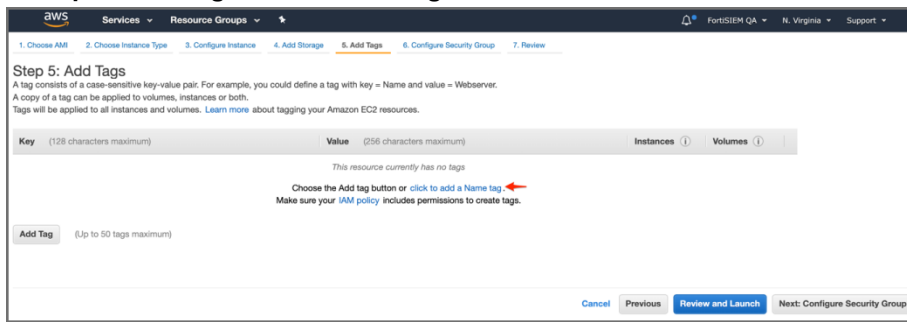 aws Services Resource Groups FortiSIEM QA N. Virginia Support
1. Choose AMI 2. Choose Instance Type 3. Configure Instance 4. Add Storage 5. Add Tags 6. Configure Security Group 7. Review
Step 5: Add Tags
A tag consists of a case-sensitive key-value pair. For example, you could define a tag with key = Name and value = Webserver.
A copy of a tag can be applied to volumes, instances or both.
Tags will be applied to all instances and volumes. Learn more about tagging your Amazon EC2 resources.
Key (128 characters maximum) Value (256 characters maximum) Instances i Volumes i
This resource currently has no tags
Choose the Add tag button or click to add a Name tag.
Make sure your IAM policy includes permissions to create tags.
Add Tag (Up to 50 tags maximum)
Cancel Previous Review and Launch Next: Configure Security Group